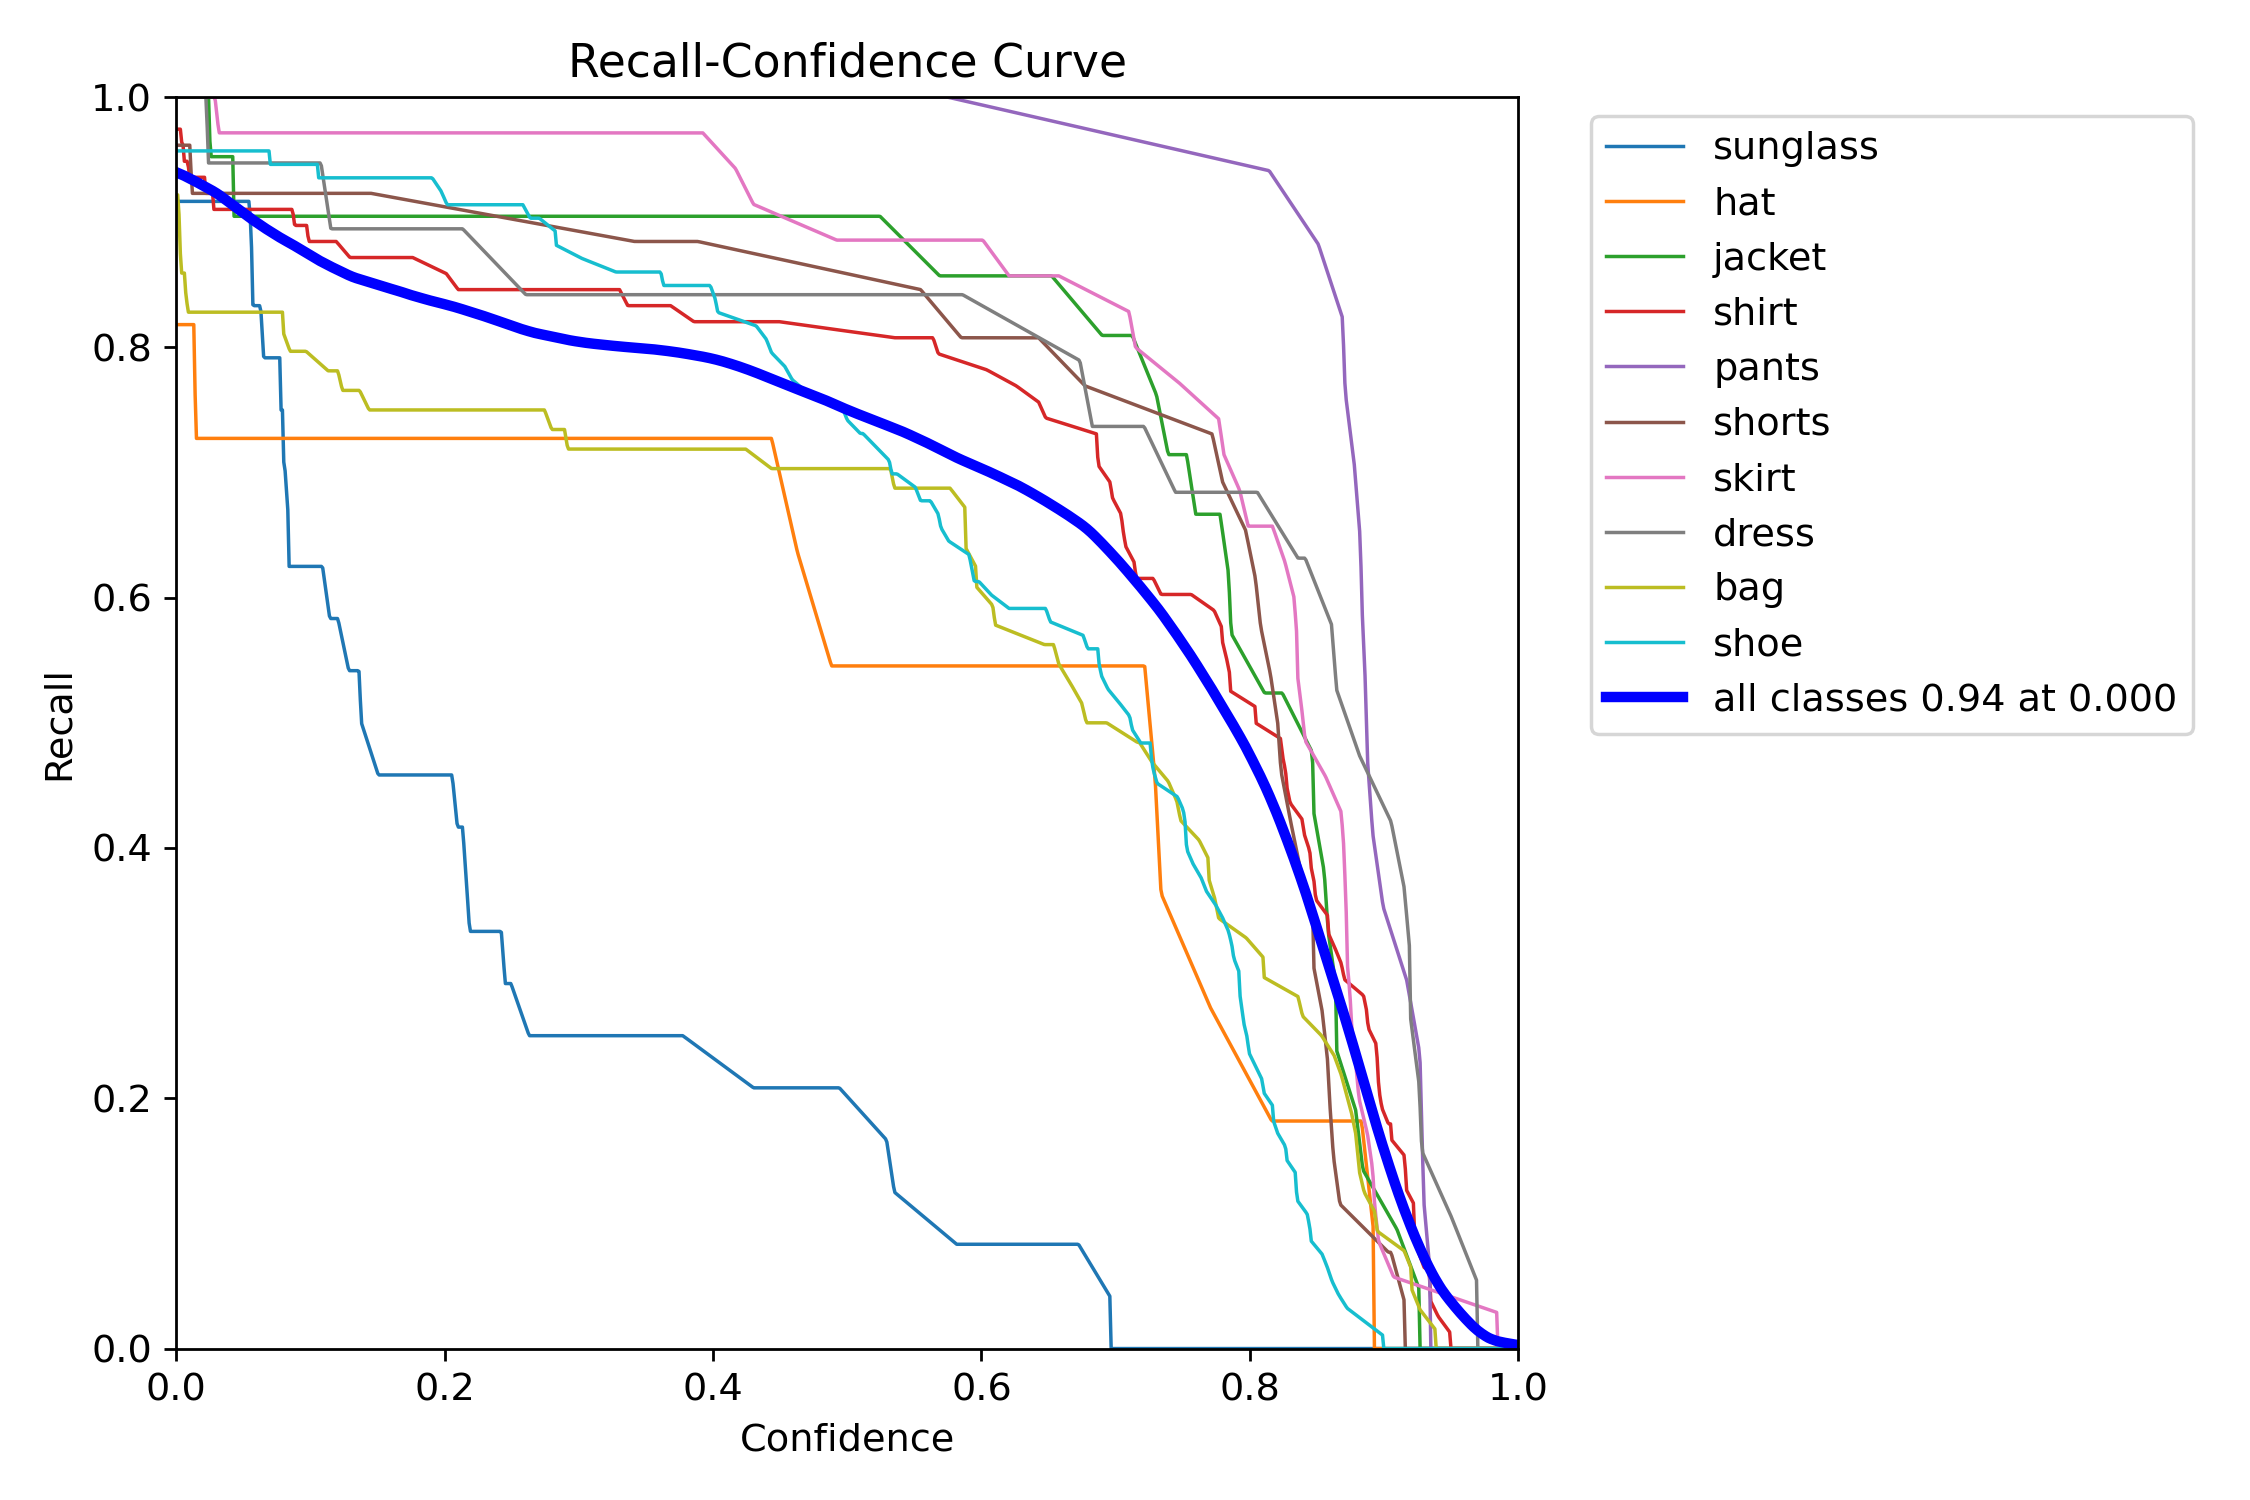 Recall-Confidence Curve
1.0
0.8
0.6
0.4
0.2
0.0
Recall
0.0 0.2 0.4 0.6 0.8 1.0
Confidence
sunglass
hat
jacket
shirt
pants
shorts
skirt
dress
bag
shoe
all classes 0.94 at 0.000